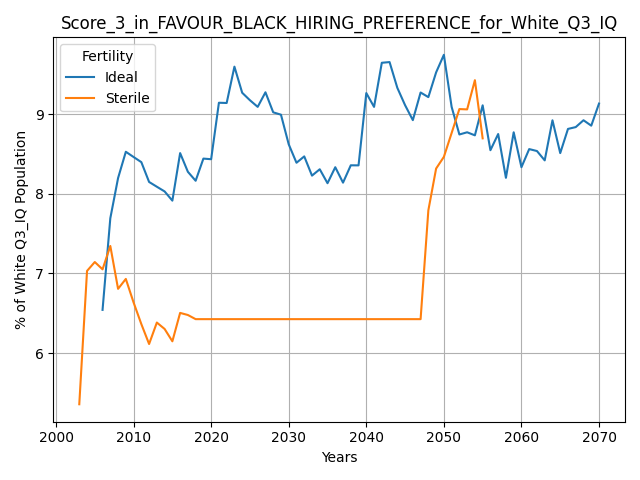 Score_3_in_FAVOUR_BLACK_HIRING_PREFERENCE_for_White_Q3_IQ
Fertility
Ideal
Sterile
% of White Q3_IQ Population
9
8
7
6
2000 2010 2020 2030 2040 2050 2060 2070
Years